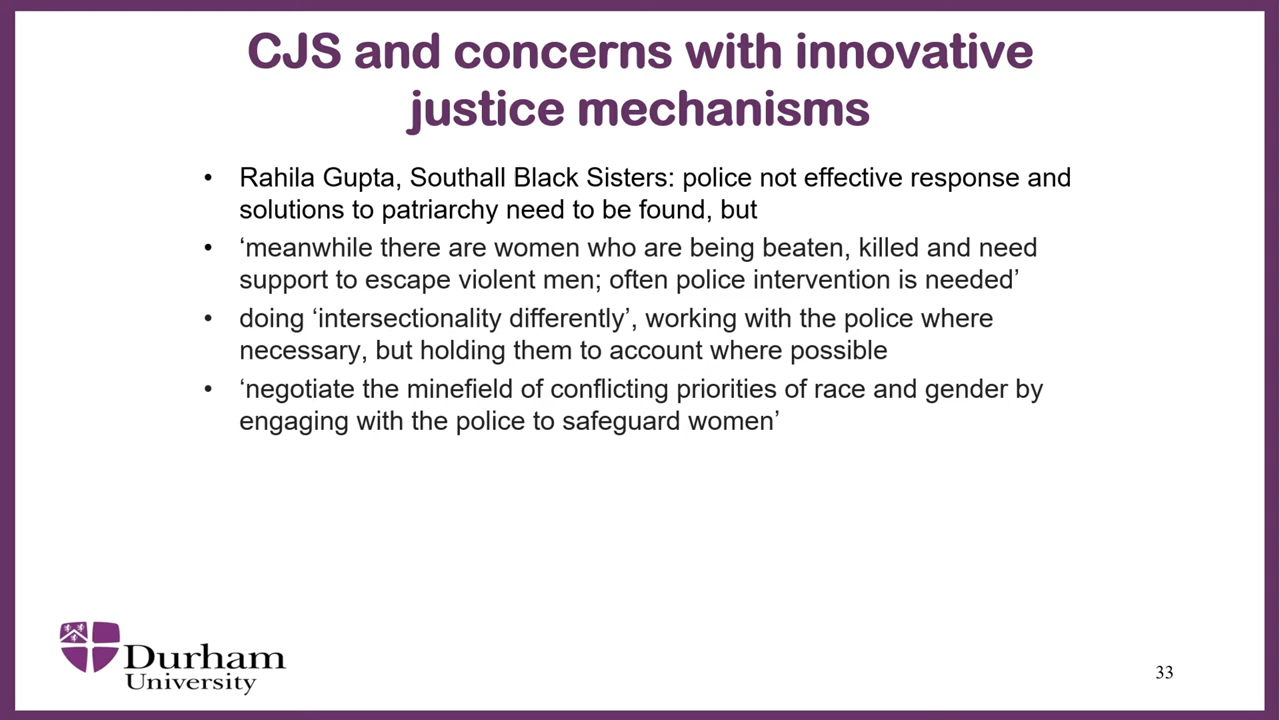 CJS and concerns with innovative
justice mechanisms
• Rahila Gupta, Southall Black Sisters: police not effective response and
solutions to patriarchy need to be found, but
• ‘meanwhile there are women who are being beaten, killed and need
support to escape violent men; often police intervention is needed’
• doing ‘intersectionality differently’, working with the police where
necessary, but holding them to account where possible
• ‘negotiate the minefield of conflicting priorities of race and gender by
engaging with the police to safeguard women’
Durham
University
33